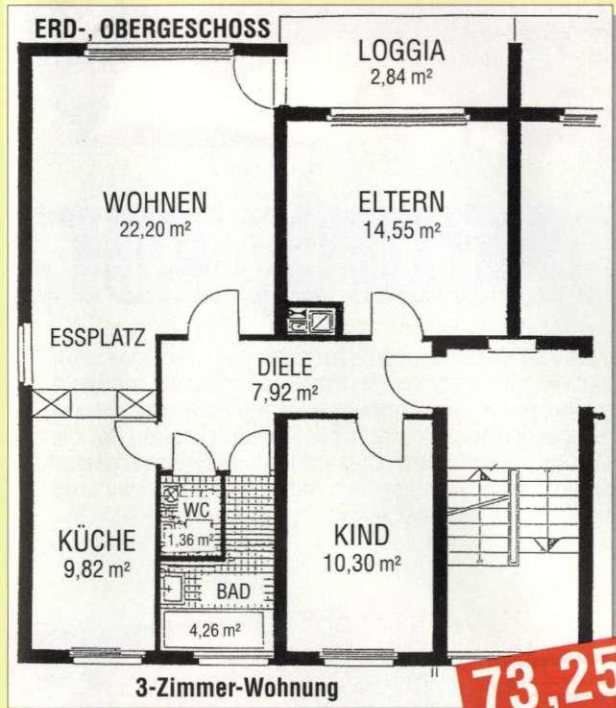 ERD-, OBERGESCHOSS
LOGGIA
2,84 m²
WOHNEN
22,20 m²
ELTERN
14,55 m²
ESSPLATZ
DIELE
7,92 m²
WC
1,36 m²
KÜCHE
9,82 m²
KIND
10,30 m²
BAD
4,26 m²
3-Zimmer-Wohnung
73,25